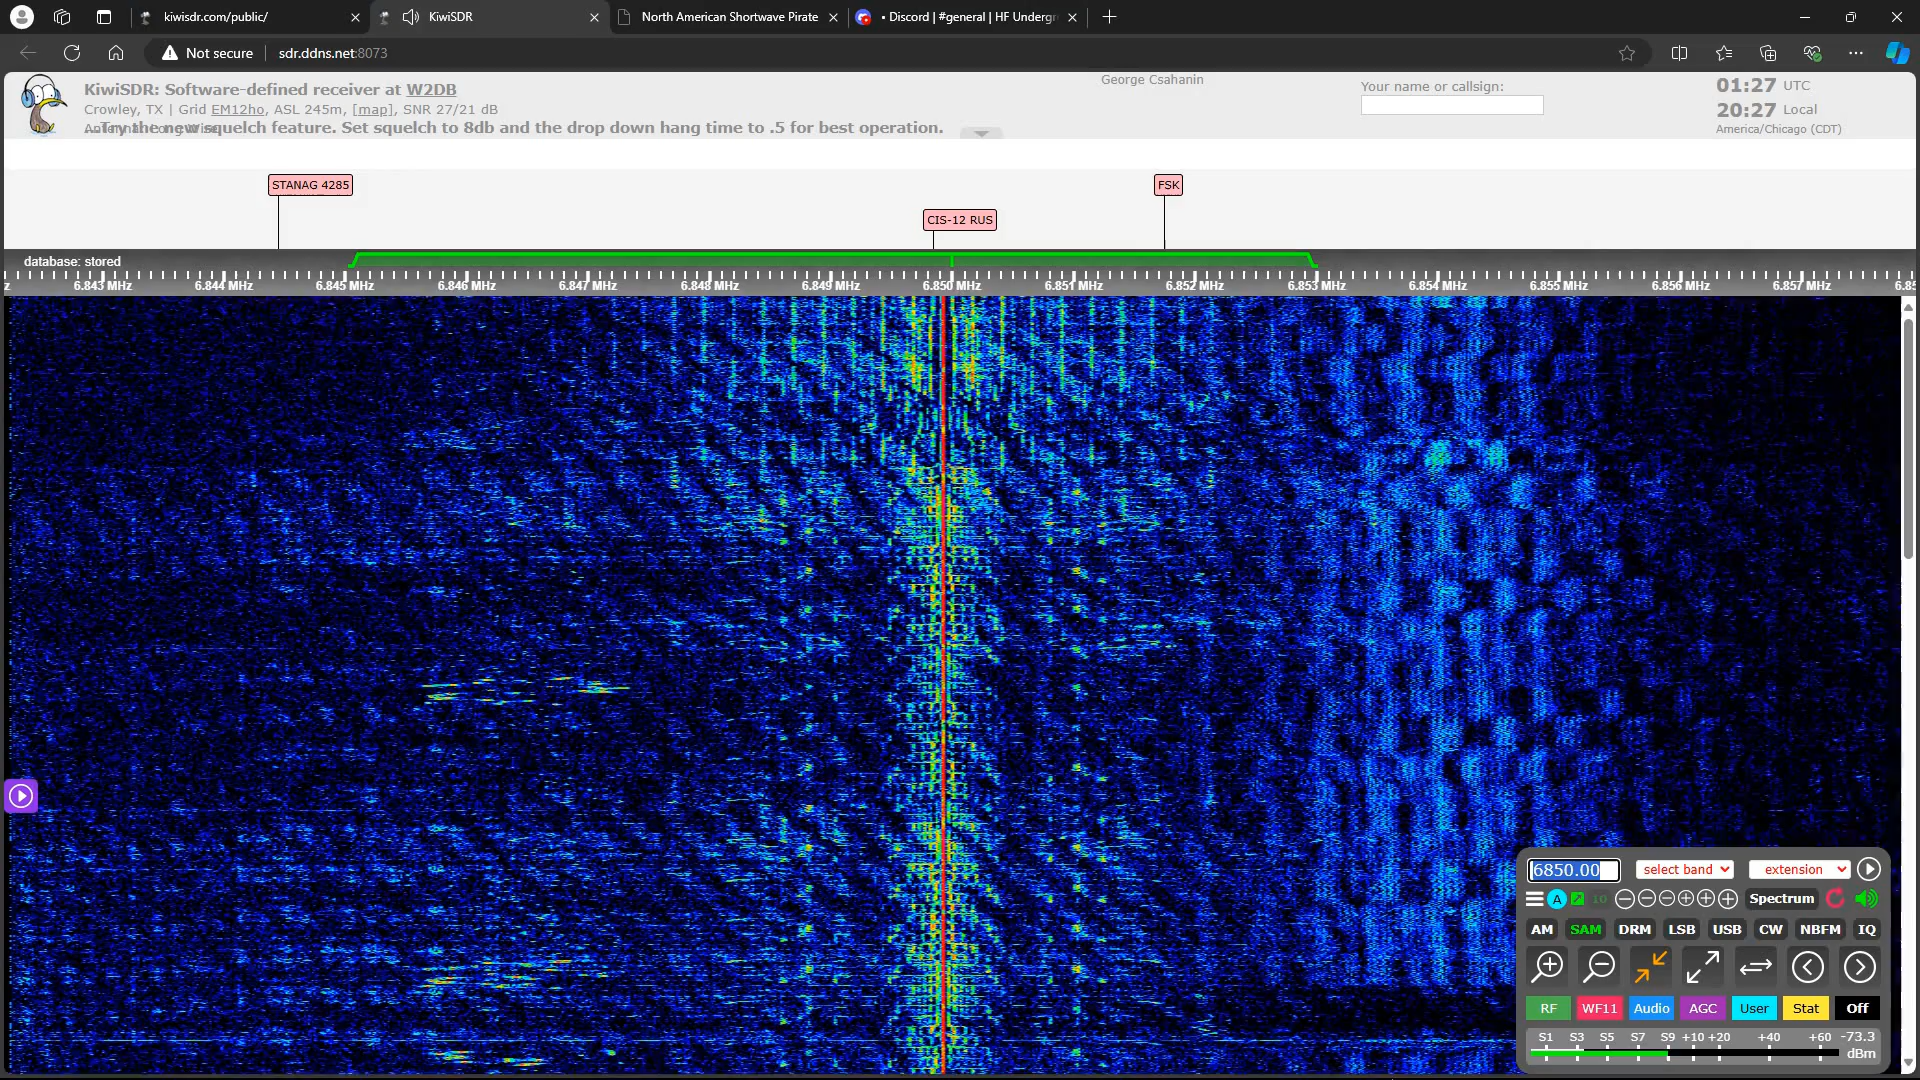 kiwisdr.com/public/
KiwiSDR
North American Shortwave Pirate
• Discord | #general | HF Undergr
Not secure
sdr.ddns.net:8073
KiwiSDR: Software-defined receiver at W2DB
George Csahanin
Your name or callsign:
01:27 UTC
Crowley, TX | Grid EM12ho, ASL 245m, [map], SNR 27/21 dB
20:27 Local
..Try the new squelch feature. Set squelch to 8db and the drop down hang time to .5 for best operation.
America/Chicago (CDT)
STANAG 4285
FSK
CIS-12 RUS
database: stored
z 6.843 MHz 6.844 MHz 6.845 MHz 6.846 MHz 6.847 MHz 6.848 MHz 6.849 MHz 6.850 MHz 6.851 MHz 6.852 MHz 6.853 MHz 6.854 MHz 6.855 MHz 6.856 MHz 6.857 MHz 6.85
6850.00 select band extension
A 10 Spectrum
AM SAM DRM LSB USB CW NBFM IQ
RF WF11 Audio AGC User Stat Off
S1 S3 S5 S7 S9 +10 +20 +40 +60 -73.3
dBm